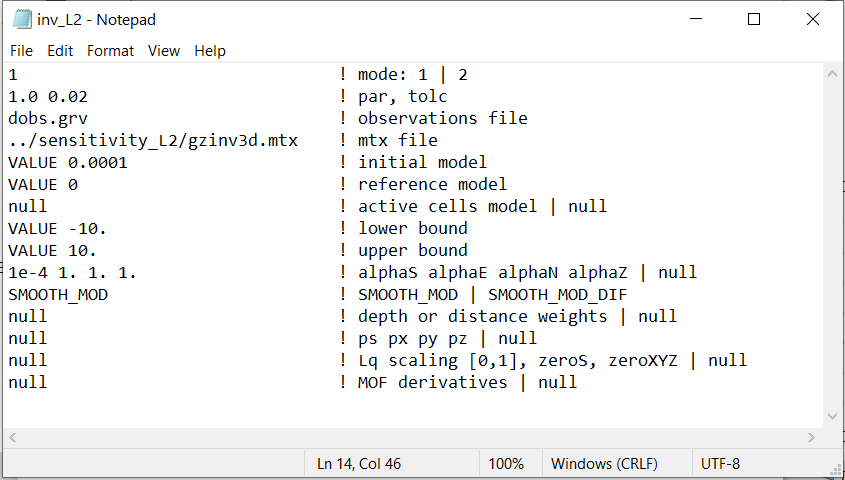 inv_L2 - Notepad
File Edit Format View Help
1 ! mode: 1 | 2
1.0 0.02 ! par, tolc
dobs.grv ! observations file
../sensitivity_L2/gzinv3d.mtx ! mtx file
VALUE 0.0001 ! initial model
VALUE 0 ! reference model
null ! active cells model | null
VALUE -10. ! lower bound
VALUE 10. ! upper bound
1e-4 1. 1. 1. ! alphaS alphaE alphaN alphaZ | null
SMOOTH_MOD ! SMOOTH_MOD | SMOOTH_MOD_DIF
null ! depth or distance weights | null
null ! ps px py pz | null
null ! Lq scaling [0,1], zeroS, zeroXYZ | null
null ! MOF derivatives | null
Ln 14, Col 46 100% Windows (CRLF) UTF-8